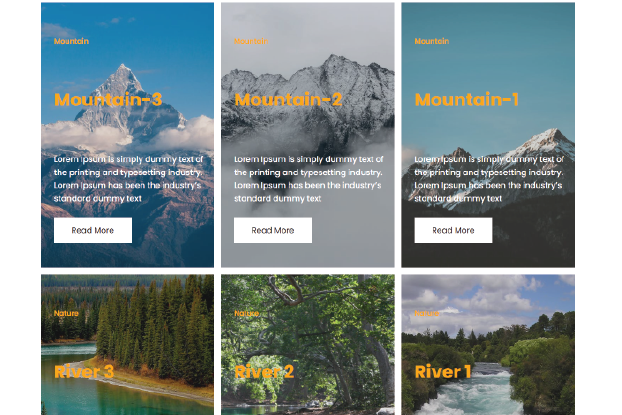 Mountain
Mountain-3
Lorem Ipsum is simply dummy text of
the printing and typesetting industry.
Lorem Ipsum has been the industry's
standard dummy text
Read More
Mountain
Mountain-2
Lorem Ipsum is simply dummy text of
the printing and typesetting industry.
Lorem Ipsum has been the industry's
standard dummy text
Read More
Mountain
Mountain-1
Lorem Ipsum is simply dummy text of
the printing and typesetting industry.
Lorem Ipsum has been the industry's
standard dummy text
Read More
Nature
River 3
Nature
River 2
Nature
River 1